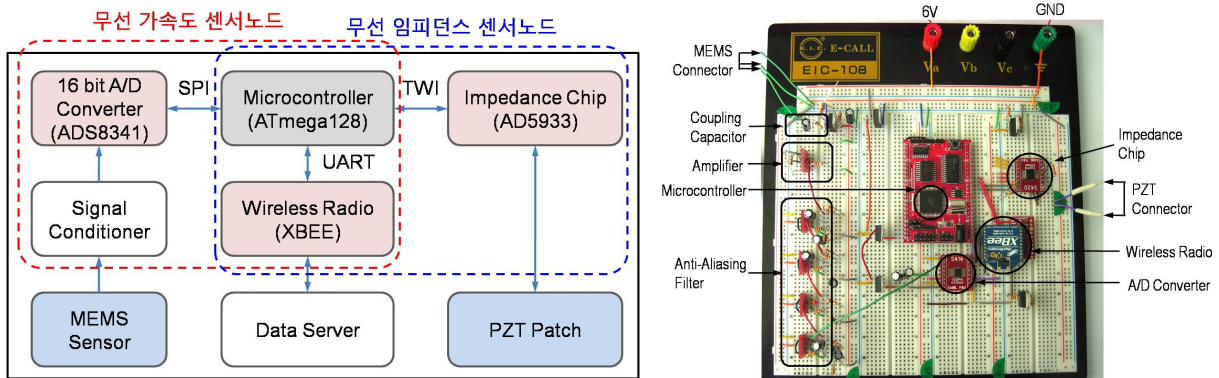 무선 가속도 센서노드
무선 임피던스 센서노드
16 bit A/D
Converter
(ADS8341)
SPI
Microcontroller
(ATmega128)
TWI
Impedance Chip
(AD5933)
UART
Signal
Conditioner
Wireless Radio
(XBEE)
MEMS
Sensor
Data Server
PZT Patch
6V
GND
MEMS
Connector
E.I.C. E-CALL
EIC-108
Va
Vb
Vc
Coupling
Capacitor
Amplifier
Microcontroller
Anti-Aliasing
Filter
Impedance
Chip
S420
PZT
Connector
XBee
Wireless Radio
S414
A/D Converter